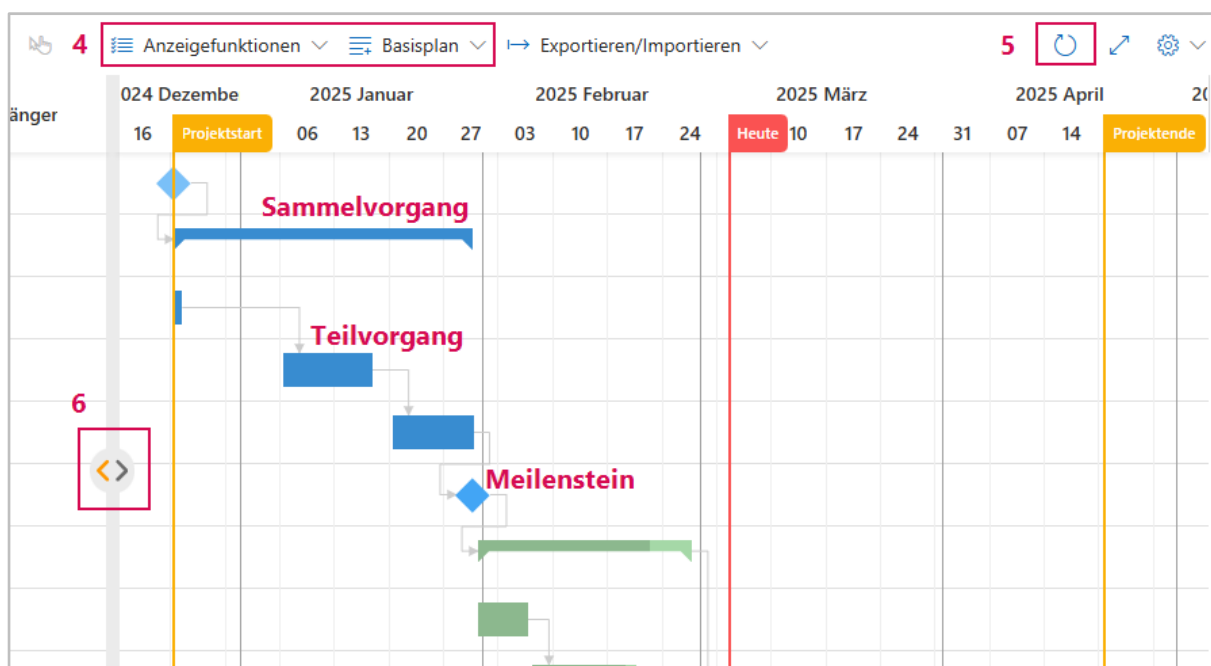 4 Anzeigefunktionen Basisplan Exportieren/Importieren 5
änger
024 Dezembe 2025 Januar 2025 Februar 2025 März 2025 April 20
16 Projektstart 06 13 20 27 03 10 17 24 Heute 10 17 24 31 07 14 Projektende
Sammelvorgang
Teilvorgang
6
Meilenstein